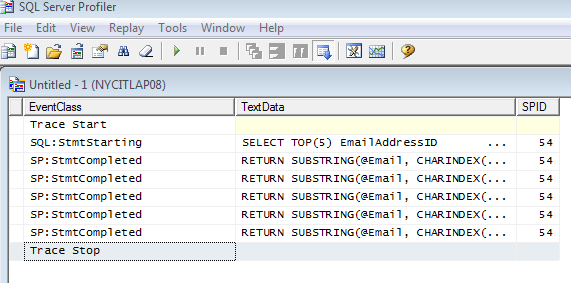 SQL Server Profiler
File Edit View Replay Tools Window Help
Untitled - 1 (NYCITLAP08)
EventClass TextData SPID
Trace Start
SQL:StmtStarting SELECT TOP(5) EmailAddressID ... 54
SP:StmtCompleted RETURN SUBSTRING(@Email, CHARINDEX(... 54
SP:StmtCompleted RETURN SUBSTRING(@Email, CHARINDEX(... 54
SP:StmtCompleted RETURN SUBSTRING(@Email, CHARINDEX(... 54
SP:StmtCompleted RETURN SUBSTRING(@Email, CHARINDEX(... 54
SP:StmtCompleted RETURN SUBSTRING(@Email, CHARINDEX(... 54
Trace Stop